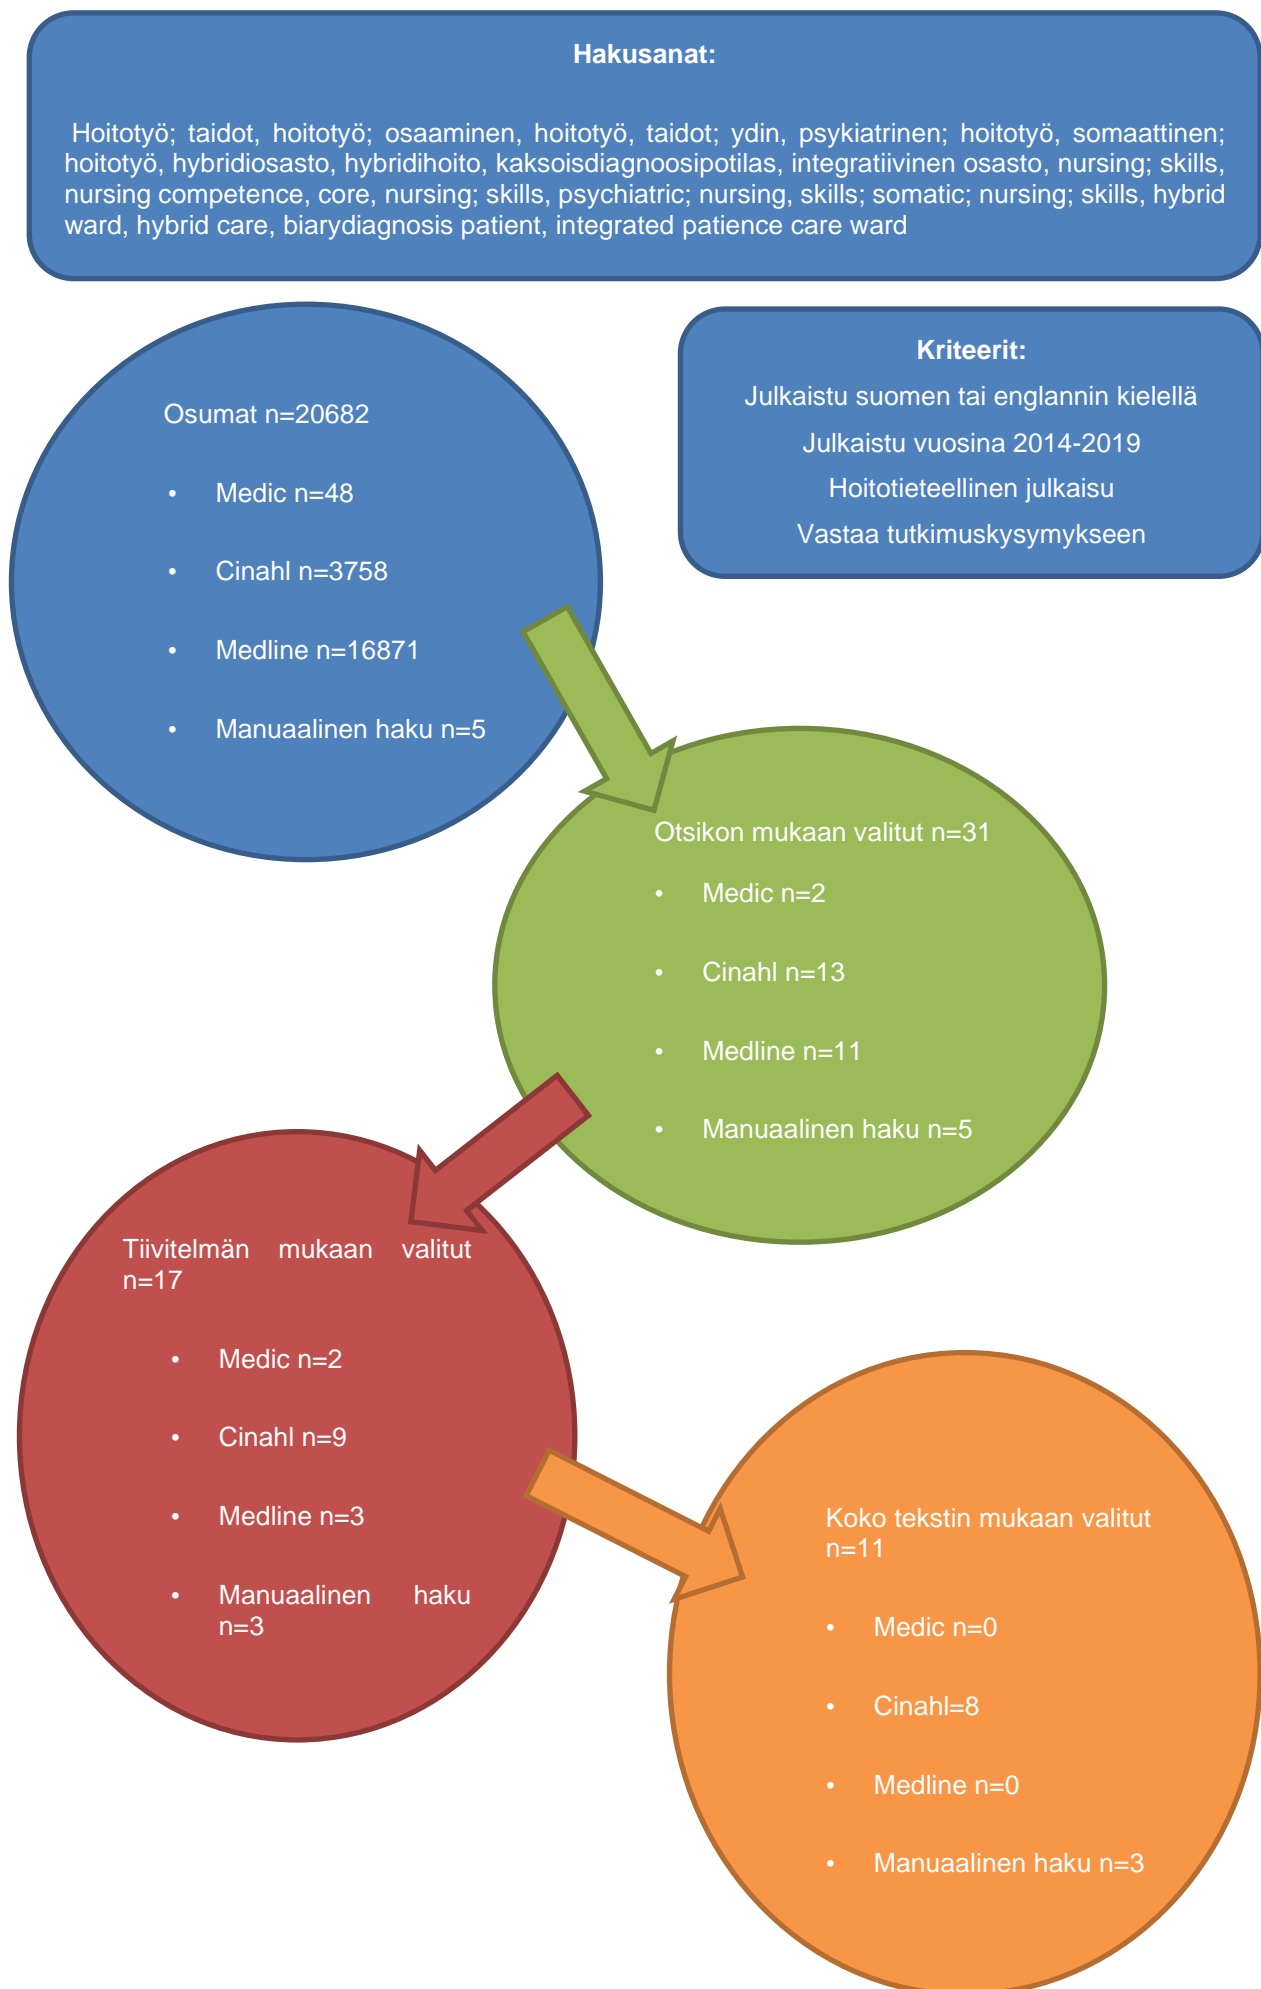 Hakusanat:
Hoitotyö; taidot, hoitotyö; osaaminen, hoitotyö, taidot; ydin, psykiatrinen; hoitotyö, somaattinen;
hoitotyö, hybridiosasto, hybridihoito, kaksoisdiagnoosipotilas, integratiivinen osasto, nursing; skills,
nursing competence, core, nursing; skills, psychiatric; nursing, skills; somatic; nursing; skills, hybrid
ward, hybrid care, biarydiagnosis patient, integrated patience care ward
Kriteerit:
Julkaistu suomen tai englannin kielellä
Julkaistu vuosina 2014-2019
Hoitotieteellinen julkaisu
Vastaa tutkimuskysymykseen
Osumat n=20682
• Medic n=48
• Cinahl n=3758
• Medline n=16871
• Manuaalinen haku n=5
Otsikon mukaan valitut n=31
• Medic n=2
• Cinahl n=13
• Medline n=11
• Manuaalinen haku n=5
Tiivitelmän mukaan valitut
n=17
• Medic n=2
• Cinahl n=9
• Medline n=3
• Manuaalinen haku
n=3
Koko tekstin mukaan valitut
n=11
• Medic n=0
• Cinahl=8
• Medline n=0
• Manuaalinen haku n=3